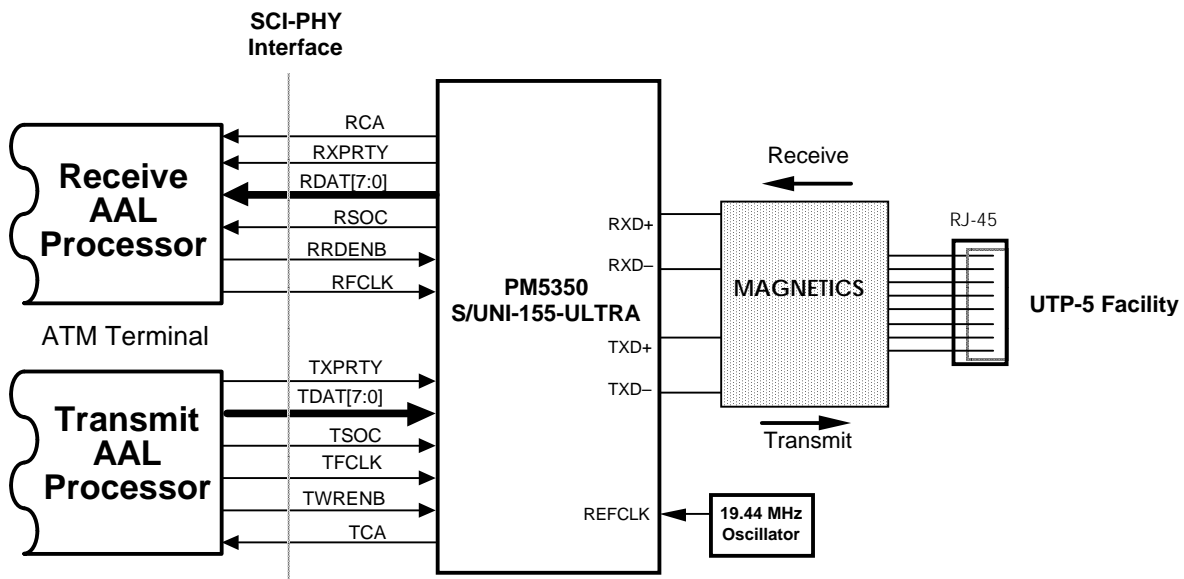 SCI-PHY
Interface
RCA
RXPRTY
RDAT[7:0]
RSOC
RRDENB
RFCLK
Receive
AAL
Processor
ATM Terminal
TXPRTY
TDAT[7:0]
TSOC
TFCLK
TWRENB
TCA
Transmit
AAL
Processor
PM5350
S/UNI-155-ULTRA
RXD+
RXD–
TXD+
TXD–
REFCLK
Receive
MAGNETICS
Transmit
RJ-45
UTP-5 Facility
19.44 MHz
Oscillator